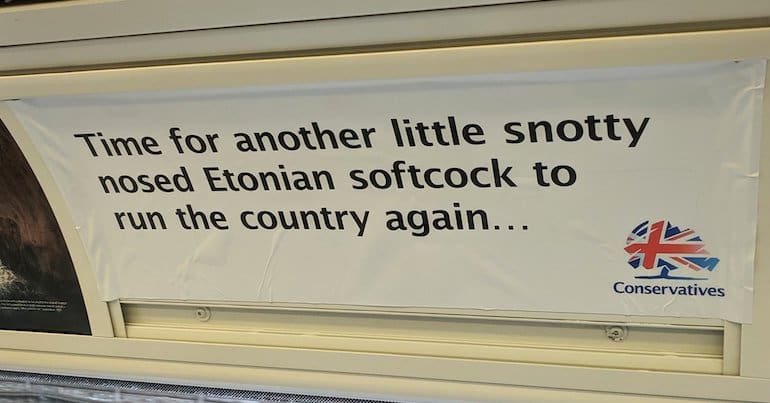 Time for another little snotty
nosed Etonian softcock to
run the country again...
Conservatives